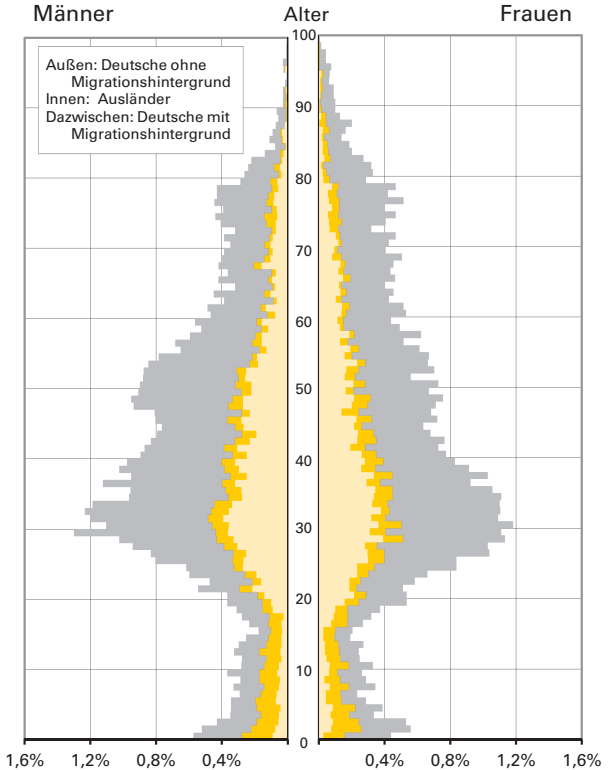 Männer Alter Frauen
Außen: Deutsche ohne
Migrationshintergrund
Innen: Ausländer
Dazwischen: Deutsche mit
Migrationshintergrund
100
90
80
70
60
50
40
30
20
10
0
1,6% 1,2% 0,8% 0,4% 0,4% 0,8% 1,2% 1,6%